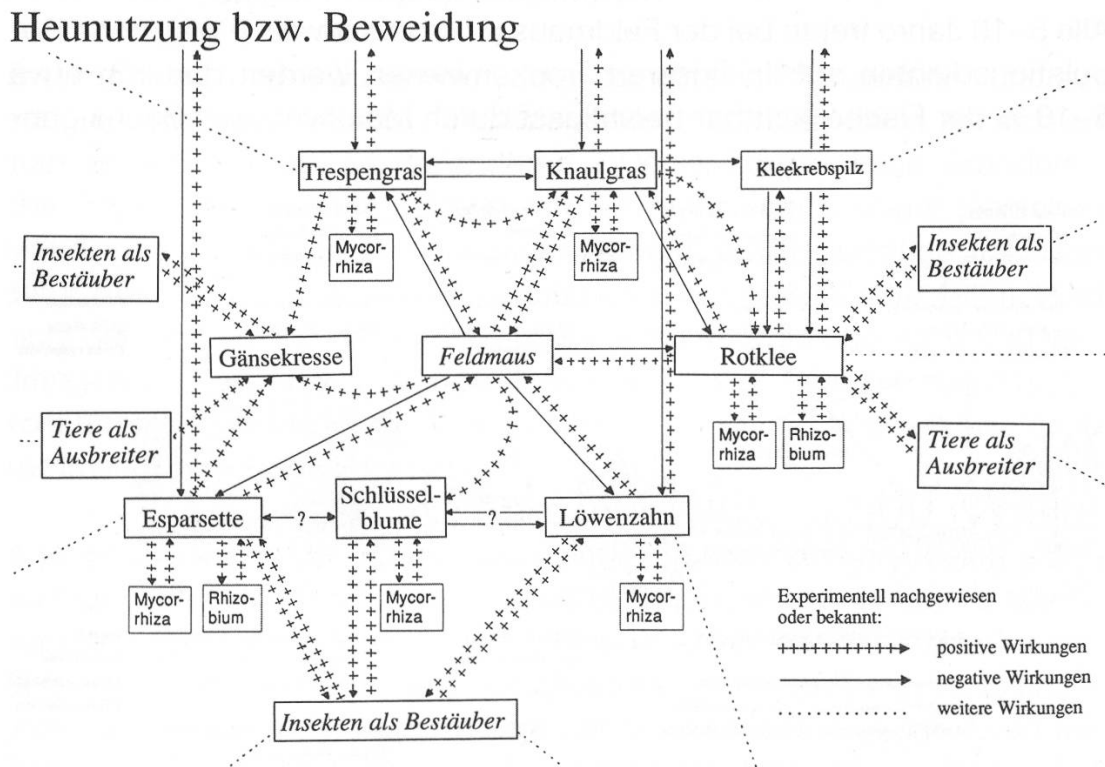 Heunutzung bzw. Beweidung
Trespengras
Knaulgras
Kleekrebspilz
Mycor-
rhiza
Mycor-
rhiza
Insekten als
Bestäuber
Insekten als
Bestäuber
Gänsekresse
Feldmaus
Rotklee
Tiere als
Ausbreiter
Mycor-
rhiza
Rhizo-
bium
Tiere als
Ausbreiter
Esparsette
?
Schlüssel-
blume
?
Löwenzahn
Mycor-
rhiza
Rhizo-
bium
Mycor-
rhiza
Mycor-
rhiza
Experimentell nachgewiesen
oder bekannt:
positive Wirkungen
negative Wirkungen
weitere Wirkungen
Insekten als Bestäuber